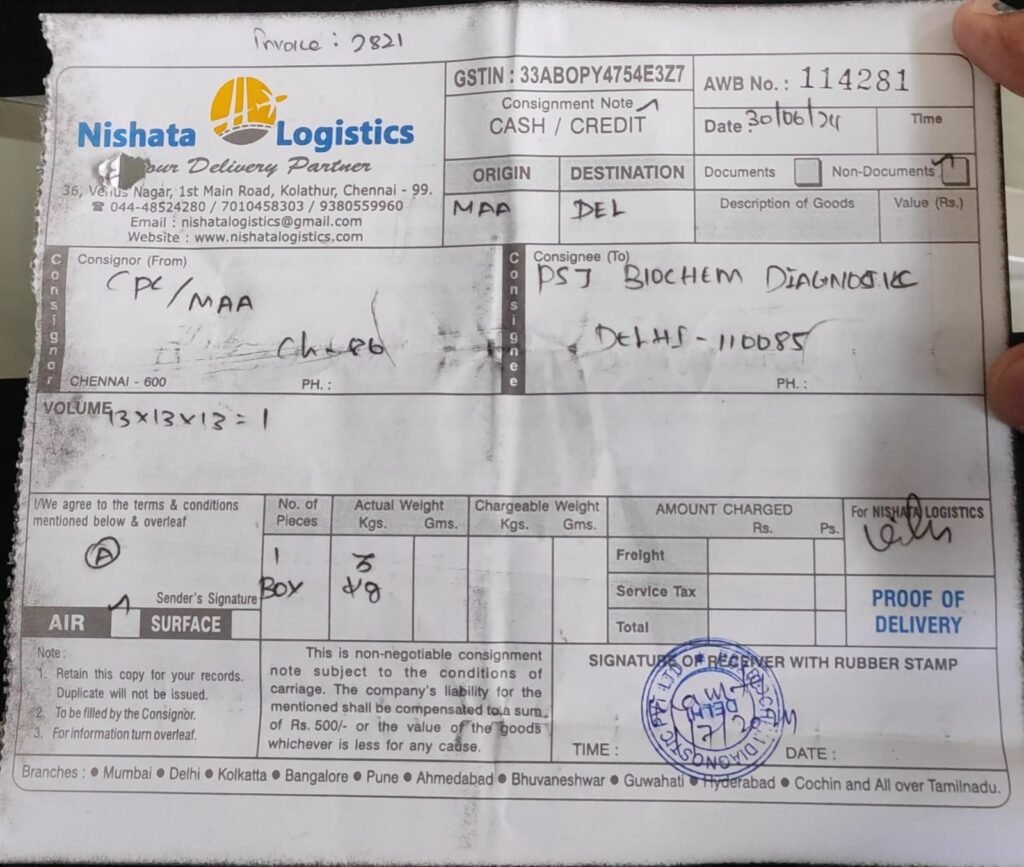 Invoice : 2821
Nishata Logistics
Your Delivery Partner
36, Venus Nagar, 1st Main Road, Kolathur, Chennai - 99.
☎ 044-48524280 / 7010458303 / 9380559960
Email : nishatalogistics@gmail.com
Website : www.nishatalogistics.com
GSTIN : 33ABOPY4754E3Z7
Consignment Note
CASH / CREDIT
AWB No. : 114281
Date : 30/06/24
Time
ORIGIN DESTINATION
MAA DEL
Documents Non-Documents
Description of Goods Value (Rs.)
Consignor
Consignor (From)
CPC/MAA
Ch-86
CHENNAI - 600 PH. :
Consignee
Consignee (To)
PSJ BIOCHEM DIAGNOSTIC
DELHI - 110085
PH. :
VOLUME 13x13x13 = 1
I/We agree to the terms & conditions
mentioned below & overleaf
A
Sender's Signature
AIR SURFACE
No. of Pieces
1
BOX
Actual Weight
Kgs. Gms.
3
kg
Chargeable Weight
Kgs. Gms.
AMOUNT CHARGED
Rs. Ps.
Freight
Service Tax
Total
For NISHATA LOGISTICS
PROOF OF
DELIVERY
Note :
1. Retain this copy for your records.
Duplicate will not be issued.
2. To be filled by the Consignor.
3. For information turn overleaf.
This is non-negotiable consignment
note subject to the conditions of
carriage. The company's liability for the
mentioned shall be compensated to a sum
of Rs. 500/- or the value of the goods
whichever is less for any cause.
SIGNATURE OF RECEIVER WITH RUBBER STAMP
DIAGNOSTIC PVT LTD
DELHI
TIME : DATE :
Branches : ● Mumbai ● Delhi ● Kolkatta ● Bangalore ● Pune ● Ahmedabad ● Bhuvaneshwar ● Guwahati ● Hyderabad ● Cochin and All over Tamilnadu.